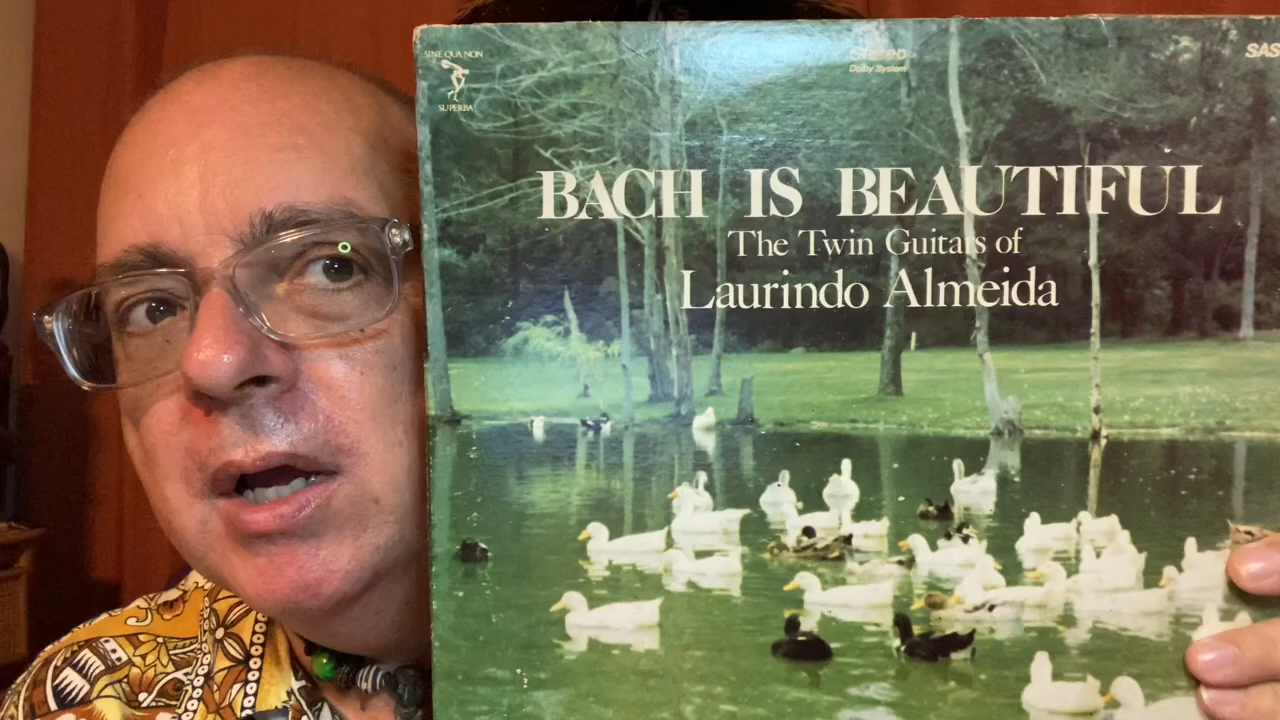 SINE QUA NON
SUPERBA
Stereo
Dolby System
SAS
BACH IS BEAUTIFUL
The Twin Guitars of
Laurindo Almeida